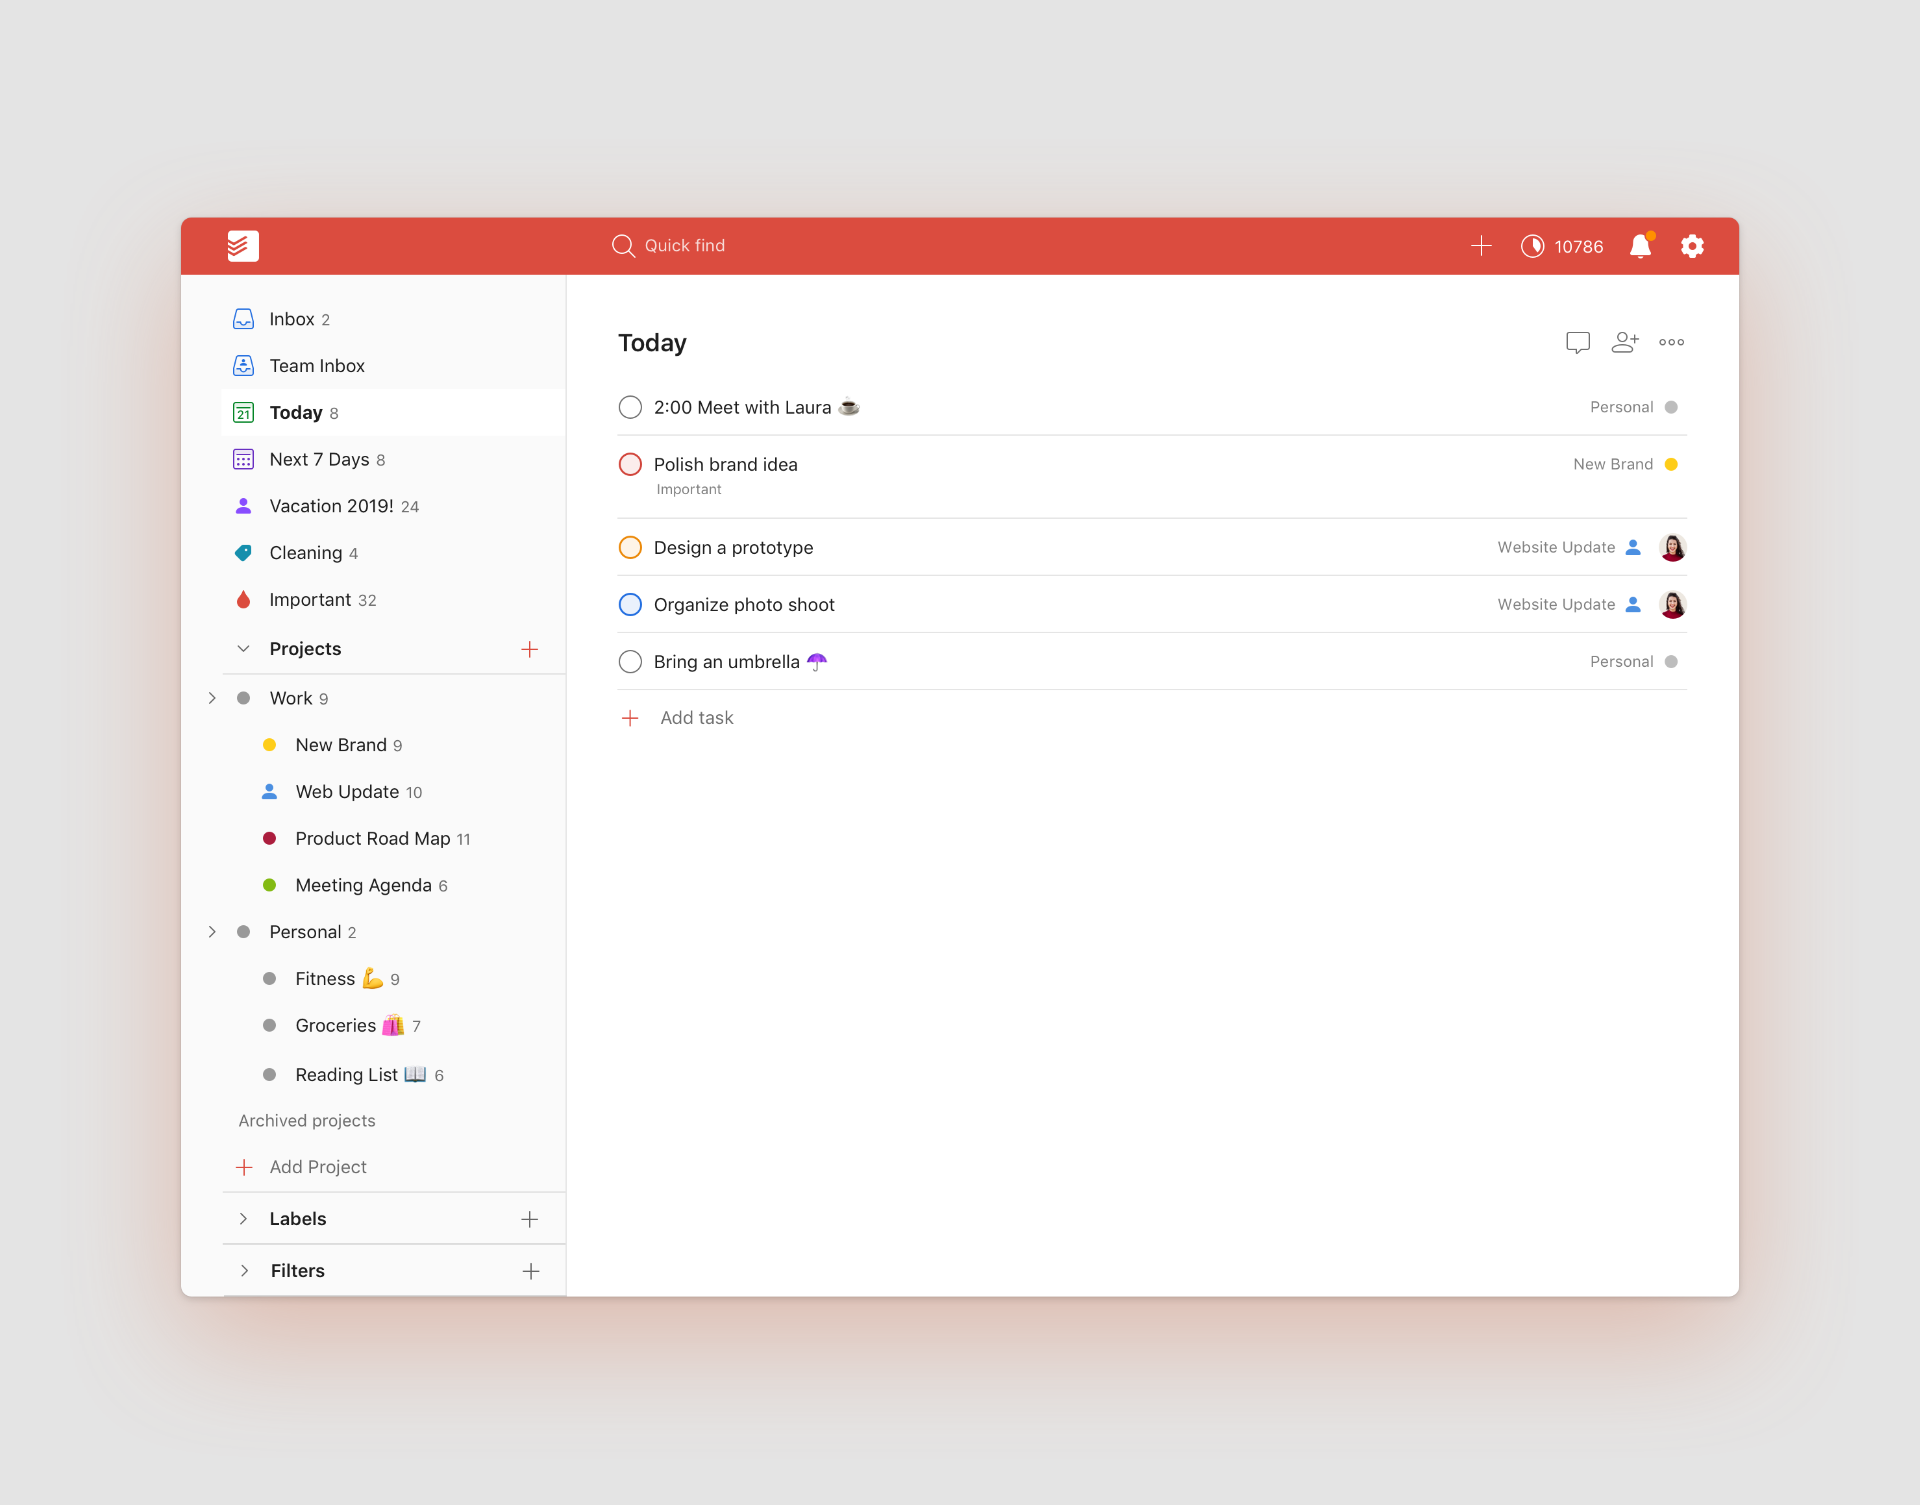 Quick find
10786
Inbox 2
Team Inbox
21 Today 8
Next 7 Days 8
Vacation 2019! 24
Cleaning 4
Important 32
Projects
Work 9
New Brand 9
Web Update 10
Product Road Map 11
Meeting Agenda 6
Personal 2
Fitness 💪 9
Groceries 🛍️ 7
Reading List 📖 6
Archived projects
Add Project
Labels
Filters
Today
2:00 Meet with Laura ☕ Personal
Polish brand idea New Brand
Important
Design a prototype Website Update
Organize photo shoot Website Update
Bring an umbrella ☂️ Personal
Add task